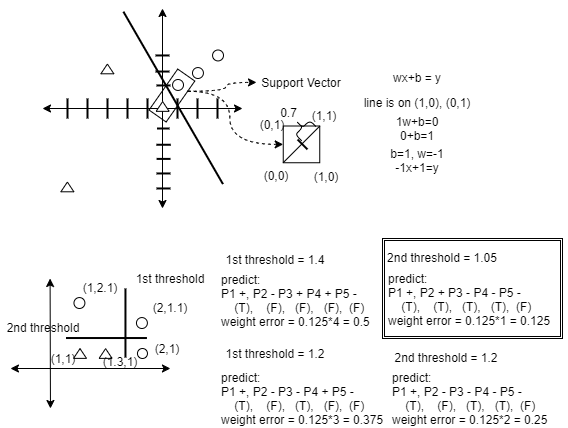 Support Vector
0.7
(0,1)
(1,1)
(0,0)
(1,0)
wx+b = y
line is on (1,0), (0,1)
1w+b=0
0+b=1
b=1, w=-1
-1x+1=y
(1,2.1)
1st threshold
(2,1.1)
2nd threshold
(2,1)
(1,1)
(1.3,1)
1st threshold = 1.4
predict:
P1 +, P2 - P3 + P4 + P5 -
(T), (F), (F), (F), (F)
weight error = 0.125*4 = 0.5
2nd threshold = 1.05
predict:
P1 +, P2 + P3 - P4 - P5 -
(T), (T), (T), (T), (F)
weight error = 0.125*1 = 0.125
1st threshold = 1.2
predict:
P1 +, P2 - P3 - P4 + P5 -
(T), (F), (T), (F), (F)
weight error = 0.125*3 = 0.375
2nd threshold = 1.2
predict:
P1 +, P2 - P3 - P4 - P5 -
(T), (F), (T), (T), (F)
weight error = 0.125*2 = 0.25